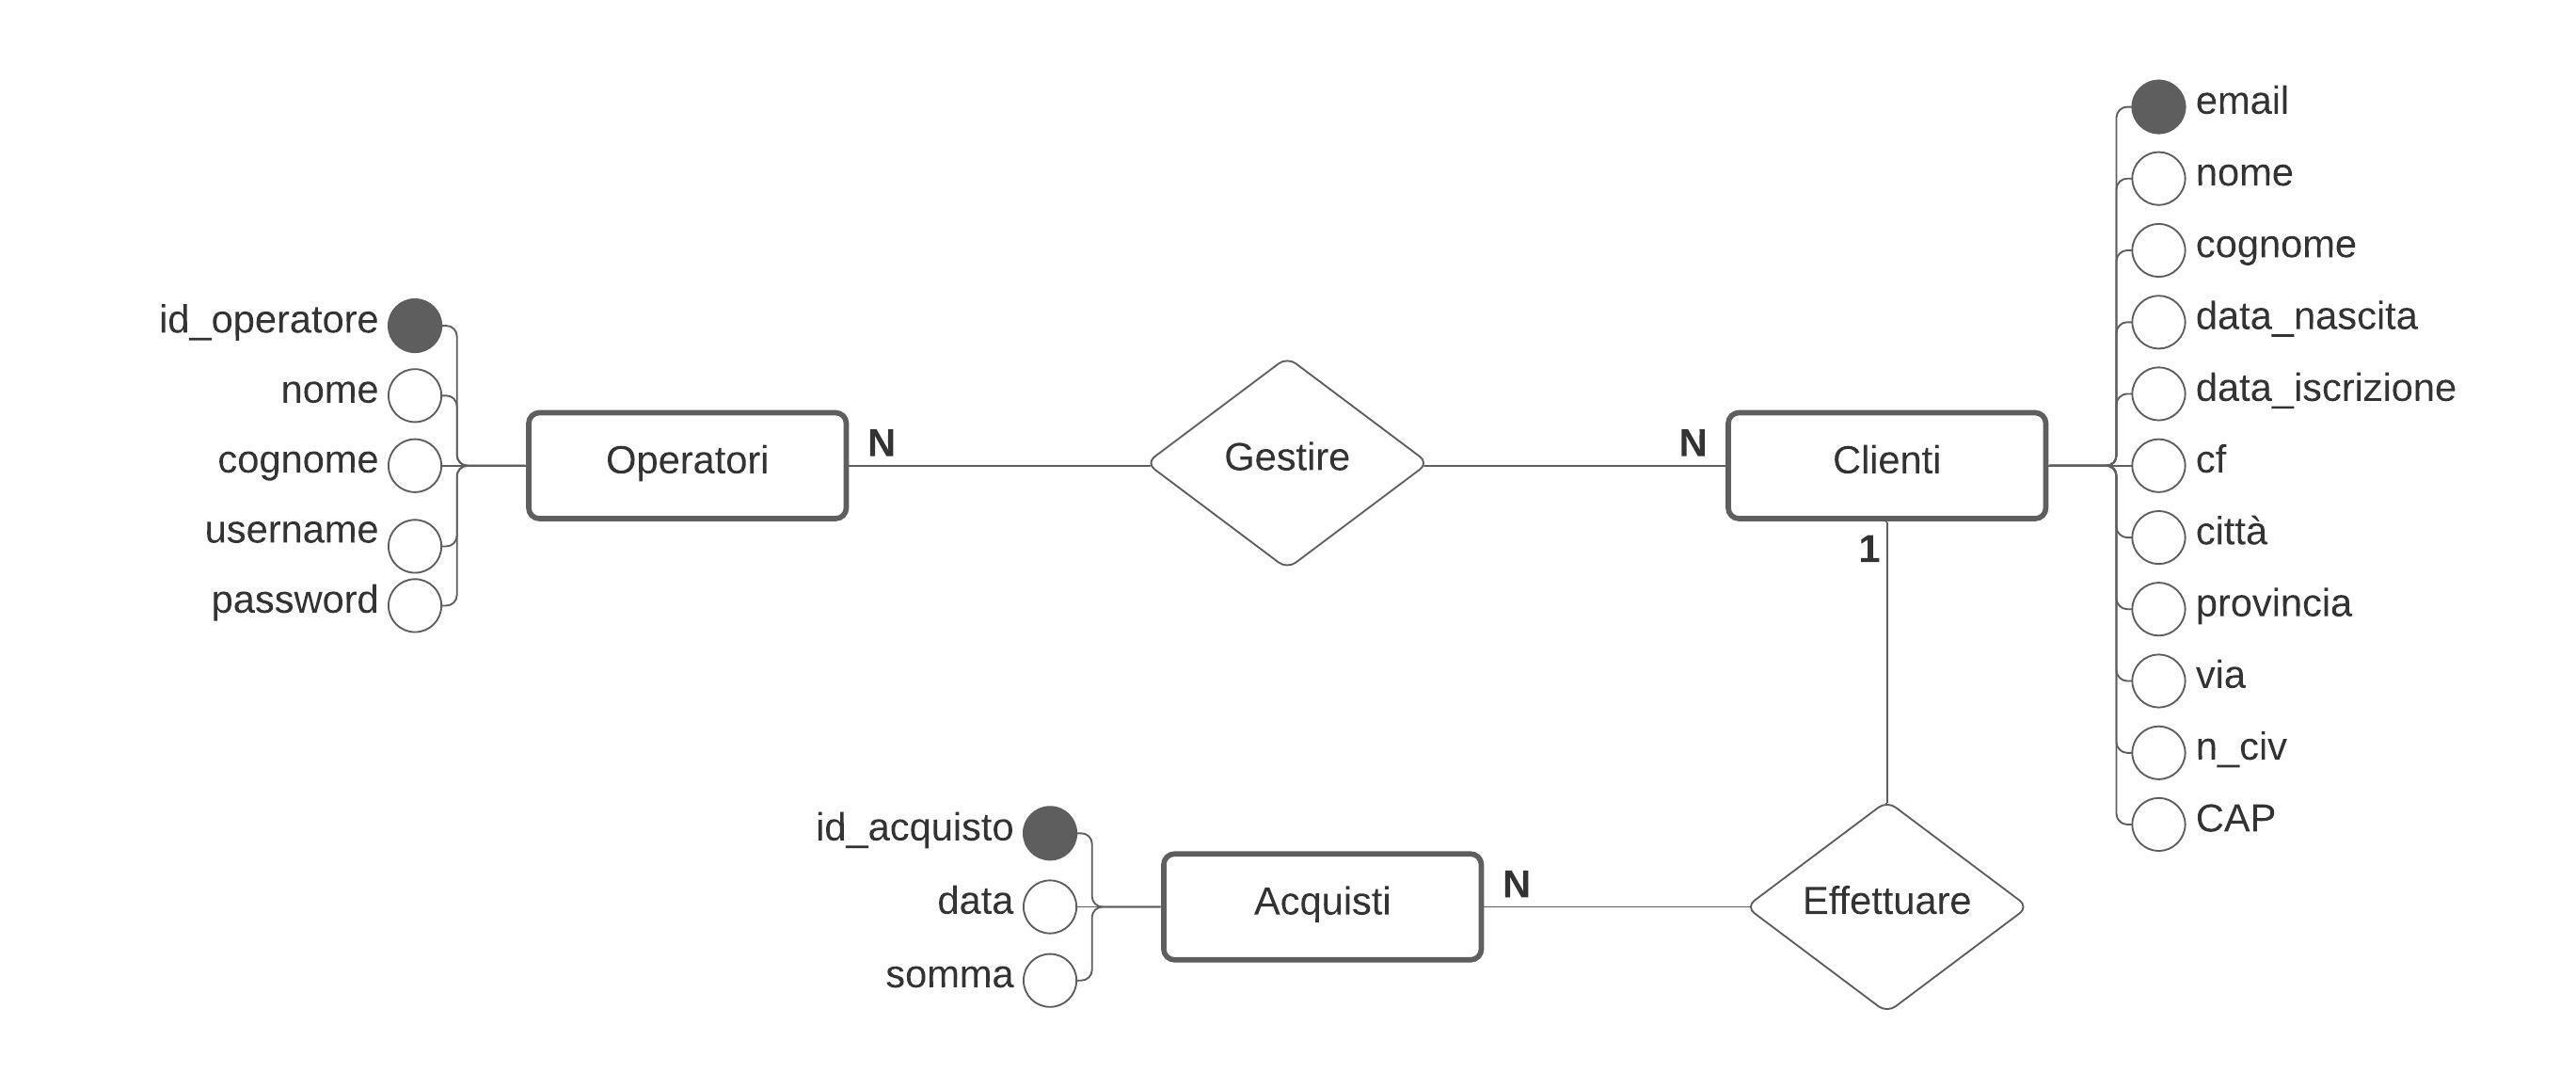 id_operatore
nome
cognome
username
password
Operatori
N
Gestire
N
Clienti
1
email
nome
cognome
data_nascita
data_iscrizione
cf
città
provincia
via
n_civ
CAP
id_acquisto
data
somma
Acquisti
N
Effettuare